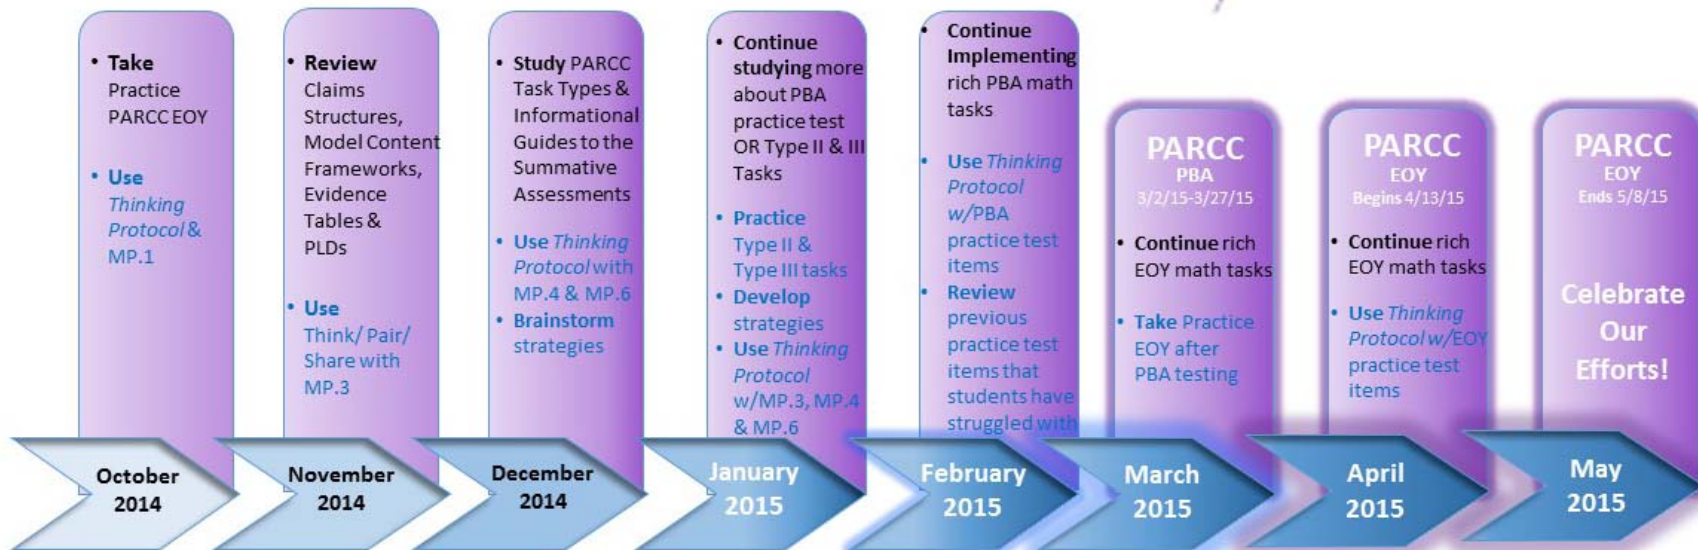 • Take
Practice
PARCC EOY
• Use
Thinking
Protocol &
MP.1
October
2014
• Review
Claims
Structures,
Model Content
Frameworks,
Evidence
Tables &
PLDs
• Use
Think/ Pair/
Share with
MP.3
November
2014
• Study PARCC
Task Types &
Informational
Guides to the
Summative
Assessments
• Use Thinking
Protocol with
MP.4 & MP.6
• Brainstorm
strategies
December
2014
• Continue
studying more
about PBA
practice test
OR Type II & III
Tasks
• Practice
Type II &
Type III tasks
• Develop
strategies
• Use Thinking
Protocol
w/MP.3, MP.4
& MP.6
January
2015
• Continue
Implementing
rich PBA math
tasks
• Use Thinking
Protocol
w/PBA
practice test
items
• Review
previous
practice test
items that
students have
struggled with
February
2015
PARCC
PBA
3/2/15-3/27/15
• Continue rich
EOY math tasks
• Take Practice
EOY after
PBA testing
March
2015
PARCC
EOY
Begins 4/13/15
• Continue rich
EOY math tasks
• Use Thinking
Protocol w/EOY
practice test
items
April
2015
PARCC
EOY
Ends 5/8/15
Celebrate
Our
Efforts!
May
2015